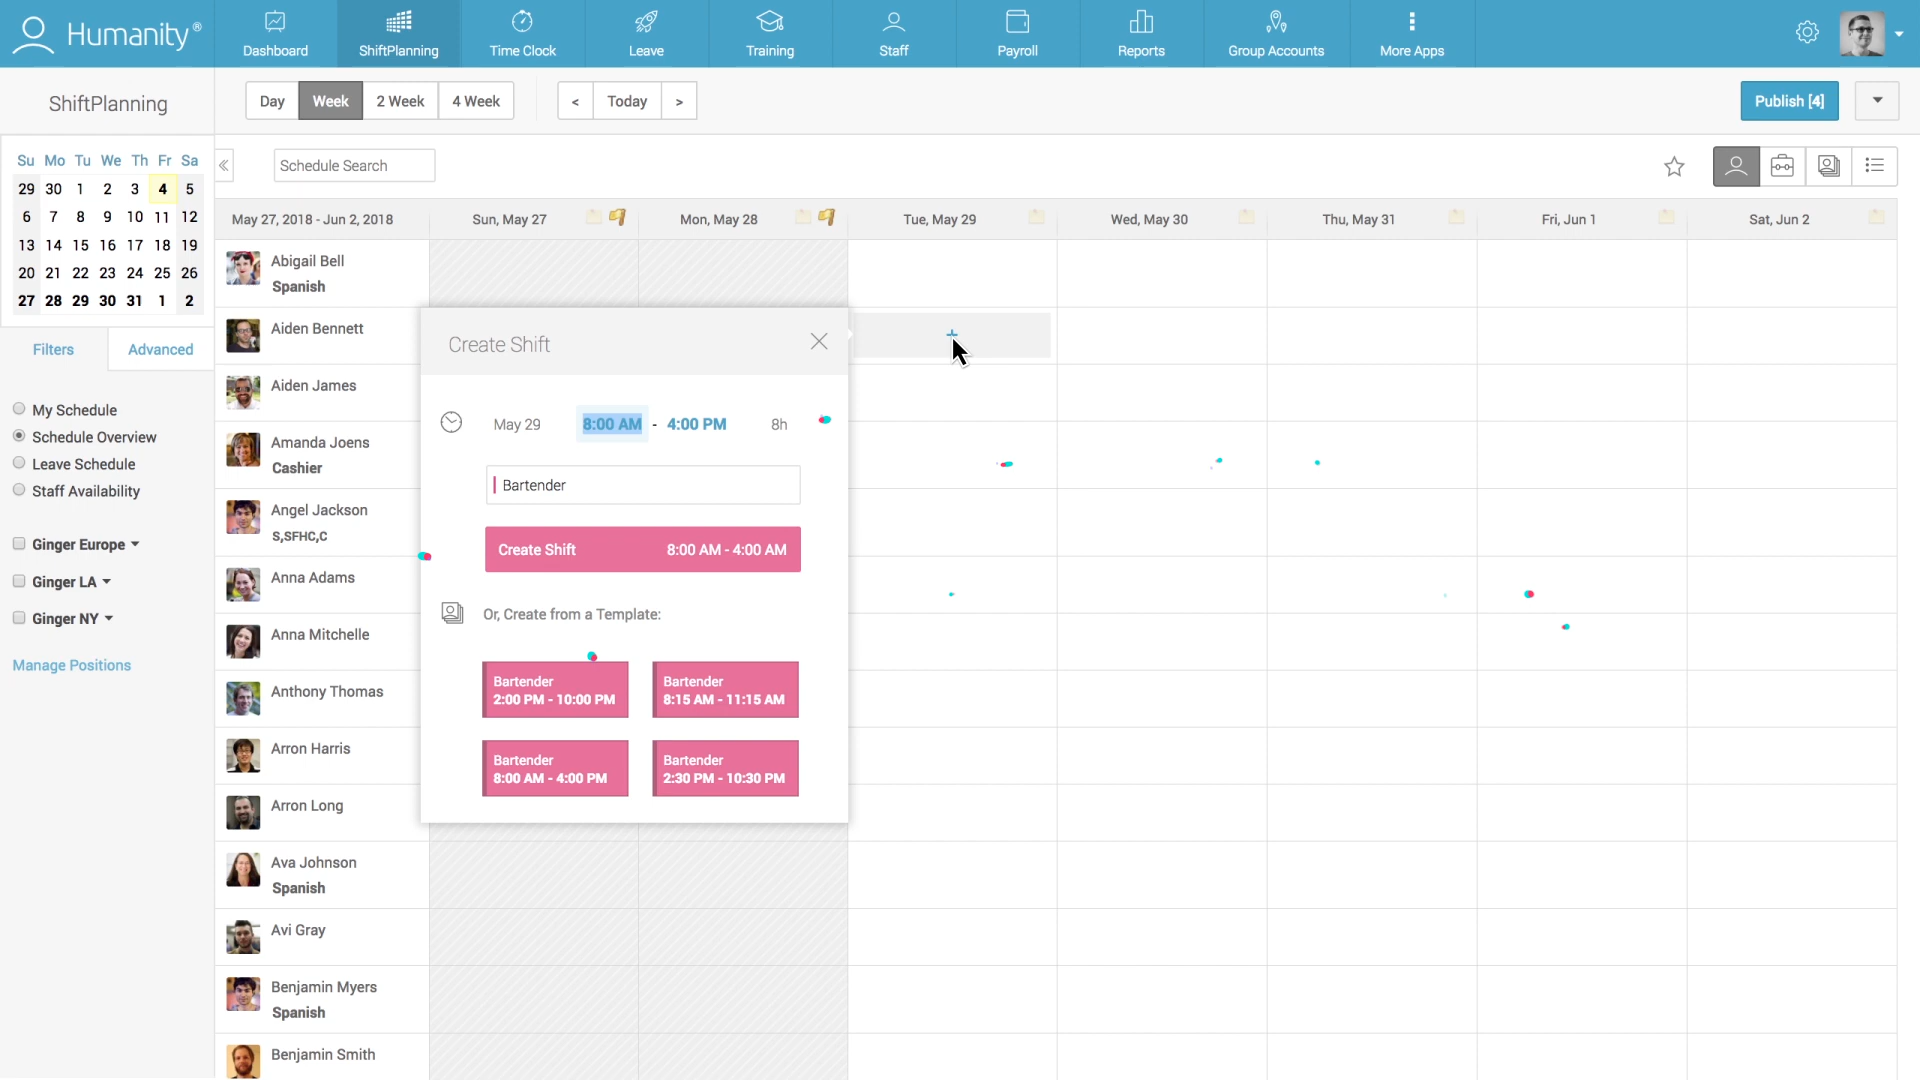 Humanity®
Dashboard
ShiftPlanning
Time Clock
Leave
Training
Staff
Payroll
Reports
Group Accounts
More Apps
ShiftPlanning
Day
Week
2 Week
4 Week
<
Today
>
Publish [4]
Su Mo Tu We Th Fr Sa
29 30 1 2 3 4 5
6 7 8 9 10 11 12
13 14 15 16 17 18 19
20 21 22 23 24 25 26
27 28 29 30 31 1 2
Filters
Advanced
My Schedule
Schedule Overview
Leave Schedule
Staff Availability
Ginger Europe
Ginger LA
Ginger NY
Manage Positions
Schedule Search
May 27, 2018 - Jun 2, 2018
Sun, May 27
Mon, May 28
Tue, May 29
Wed, May 30
Thu, May 31
Fri, Jun 1
Sat, Jun 2
Abigail Bell
Spanish
Aiden Bennett
Aiden James
Amanda Joens
Cashier
Angel Jackson
S,SFHC,C
Anna Adams
Anna Mitchelle
Anthony Thomas
Arron Harris
Arron Long
Ava Johnson
Spanish
Avi Gray
Benjamin Myers
Spanish
Benjamin Smith
Create Shift
May 29 8:00 AM - 4:00 PM 8h
Bartender
Create Shift 8:00 AM - 4:00 AM
Or, Create from a Template:
Bartender
2:00 PM - 10:00 PM
Bartender
8:15 AM - 11:15 AM
Bartender
8:00 AM - 4:00 PM
Bartender
2:30 PM - 10:30 PM